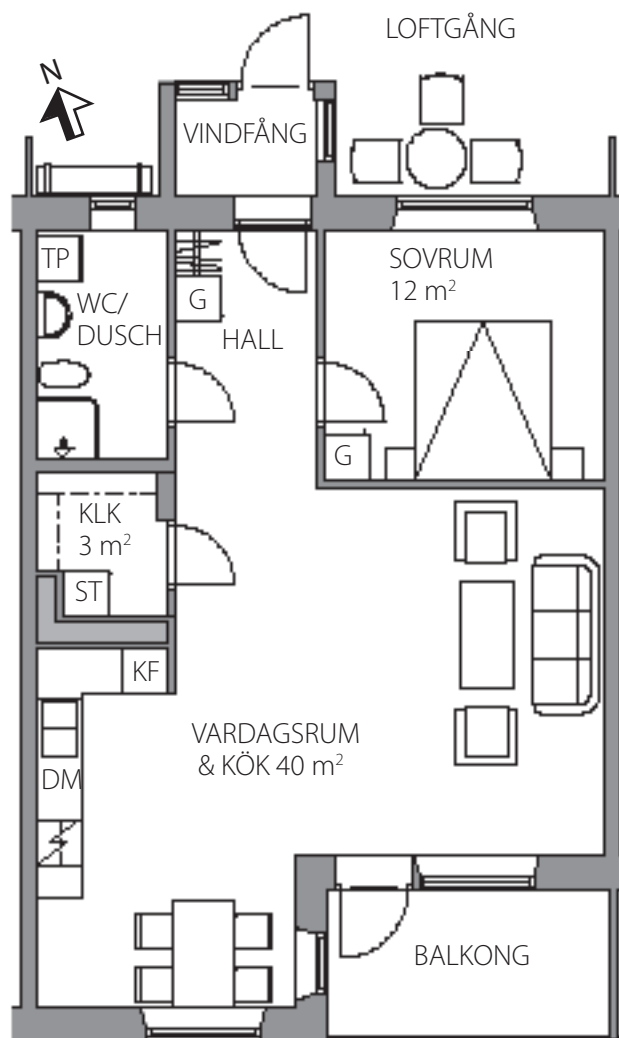 LOFTGÅNG
N
VINDFÅNG
TP
SOVRUM
12 m²
WC/
DUSCH
G
HALL
G
KLK
3 m²
ST
KF
VARDAGSRUM
& KÖK 40 m²
DM
BALKONG